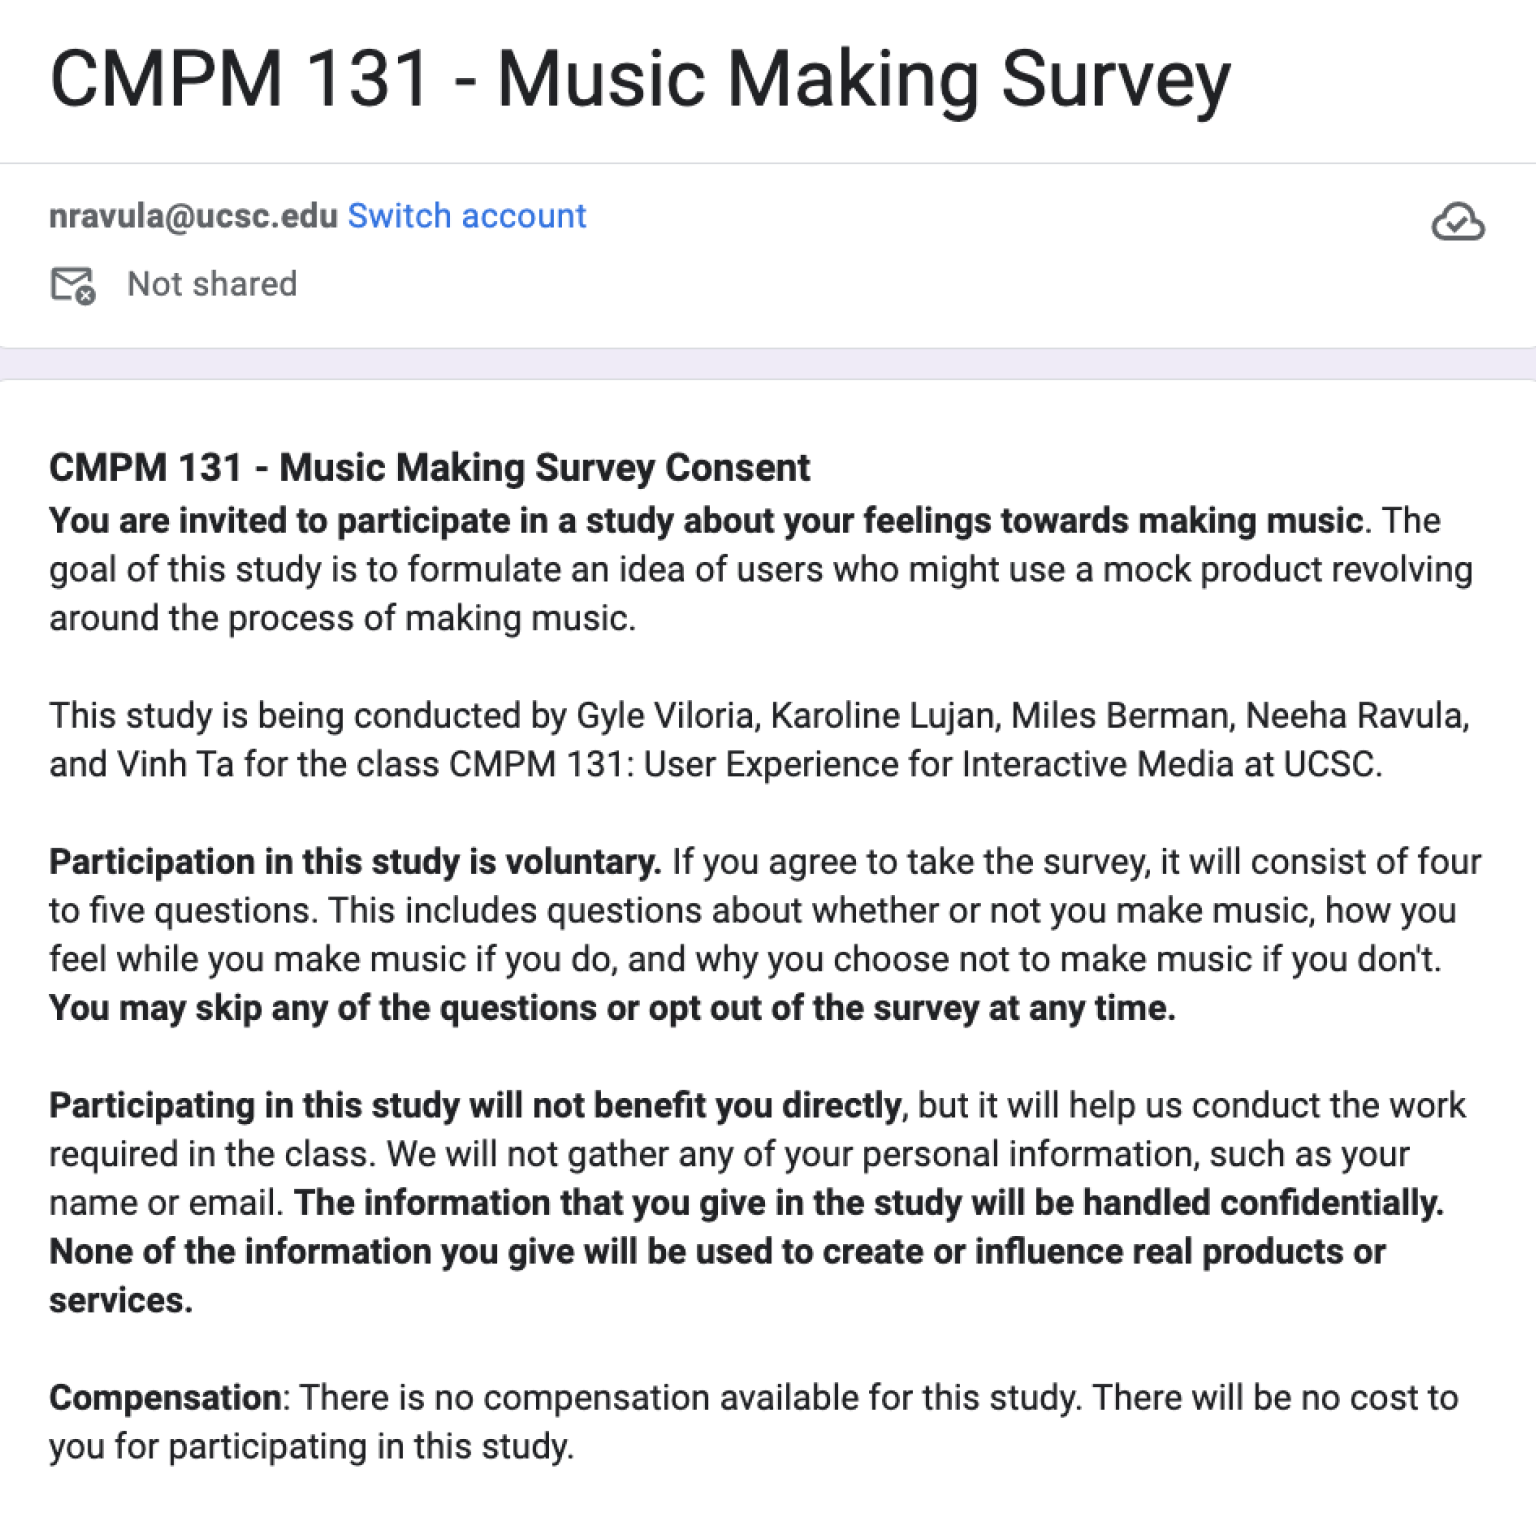 CMPM 131 - Music Making Survey
nravula@ucsc.edu Switch account
Not shared
CMPM 131 - Music Making Survey Consent
You are invited to participate in a study about your feelings towards making music. The
goal of this study is to formulate an idea of users who might use a mock product revolving
around the process of making music.
This study is being conducted by Gyle Viloria, Karoline Lujan, Miles Berman, Neeha Ravula,
and Vinh Ta for the class CMPM 131: User Experience for Interactive Media at UCSC.
Participation in this study is voluntary. If you agree to take the survey, it will consist of four
to five questions. This includes questions about whether or not you make music, how you
feel while you make music if you do, and why you choose not to make music if you don't.
You may skip any of the questions or opt out of the survey at any time.
Participating in this study will not benefit you directly, but it will help us conduct the work
required in the class. We will not gather any of your personal information, such as your
name or email. The information that you give in the study will be handled confidentially.
None of the information you give will be used to create or influence real products or
services.
Compensation: There is no compensation available for this study. There will be no cost to
you for participating in this study.